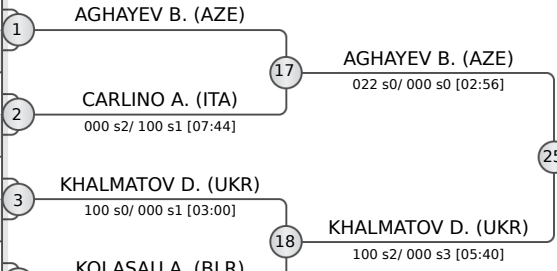 AGHAYEV B. (AZE)
1
17
AGHAYEV B. (AZE)
022 s0/ 000 s0 [02:56]
CARLINO A. (ITA)
2
000 s2/ 100 s1 [07:44]
25
KHALMATOV D. (UKR)
3
100 s0/ 000 s1 [03:00]
18
KHALMATOV D. (UKR)
100 s2/ 000 s3 [05:40]
KOLASAU A. (BLR)